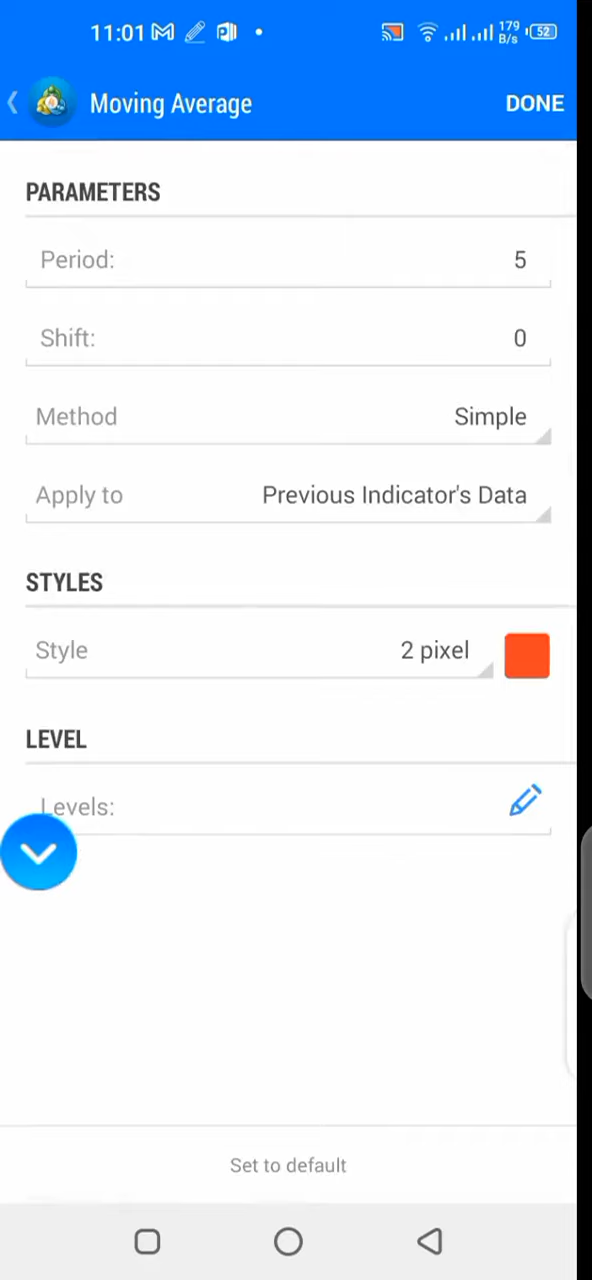 11:01 179 B/s 52
Moving Average DONE
PARAMETERS
Period: 5
Shift: 0
Method Simple
Apply to Previous Indicator's Data
STYLES
Style 2 pixel
LEVEL
Levels:
Set to default